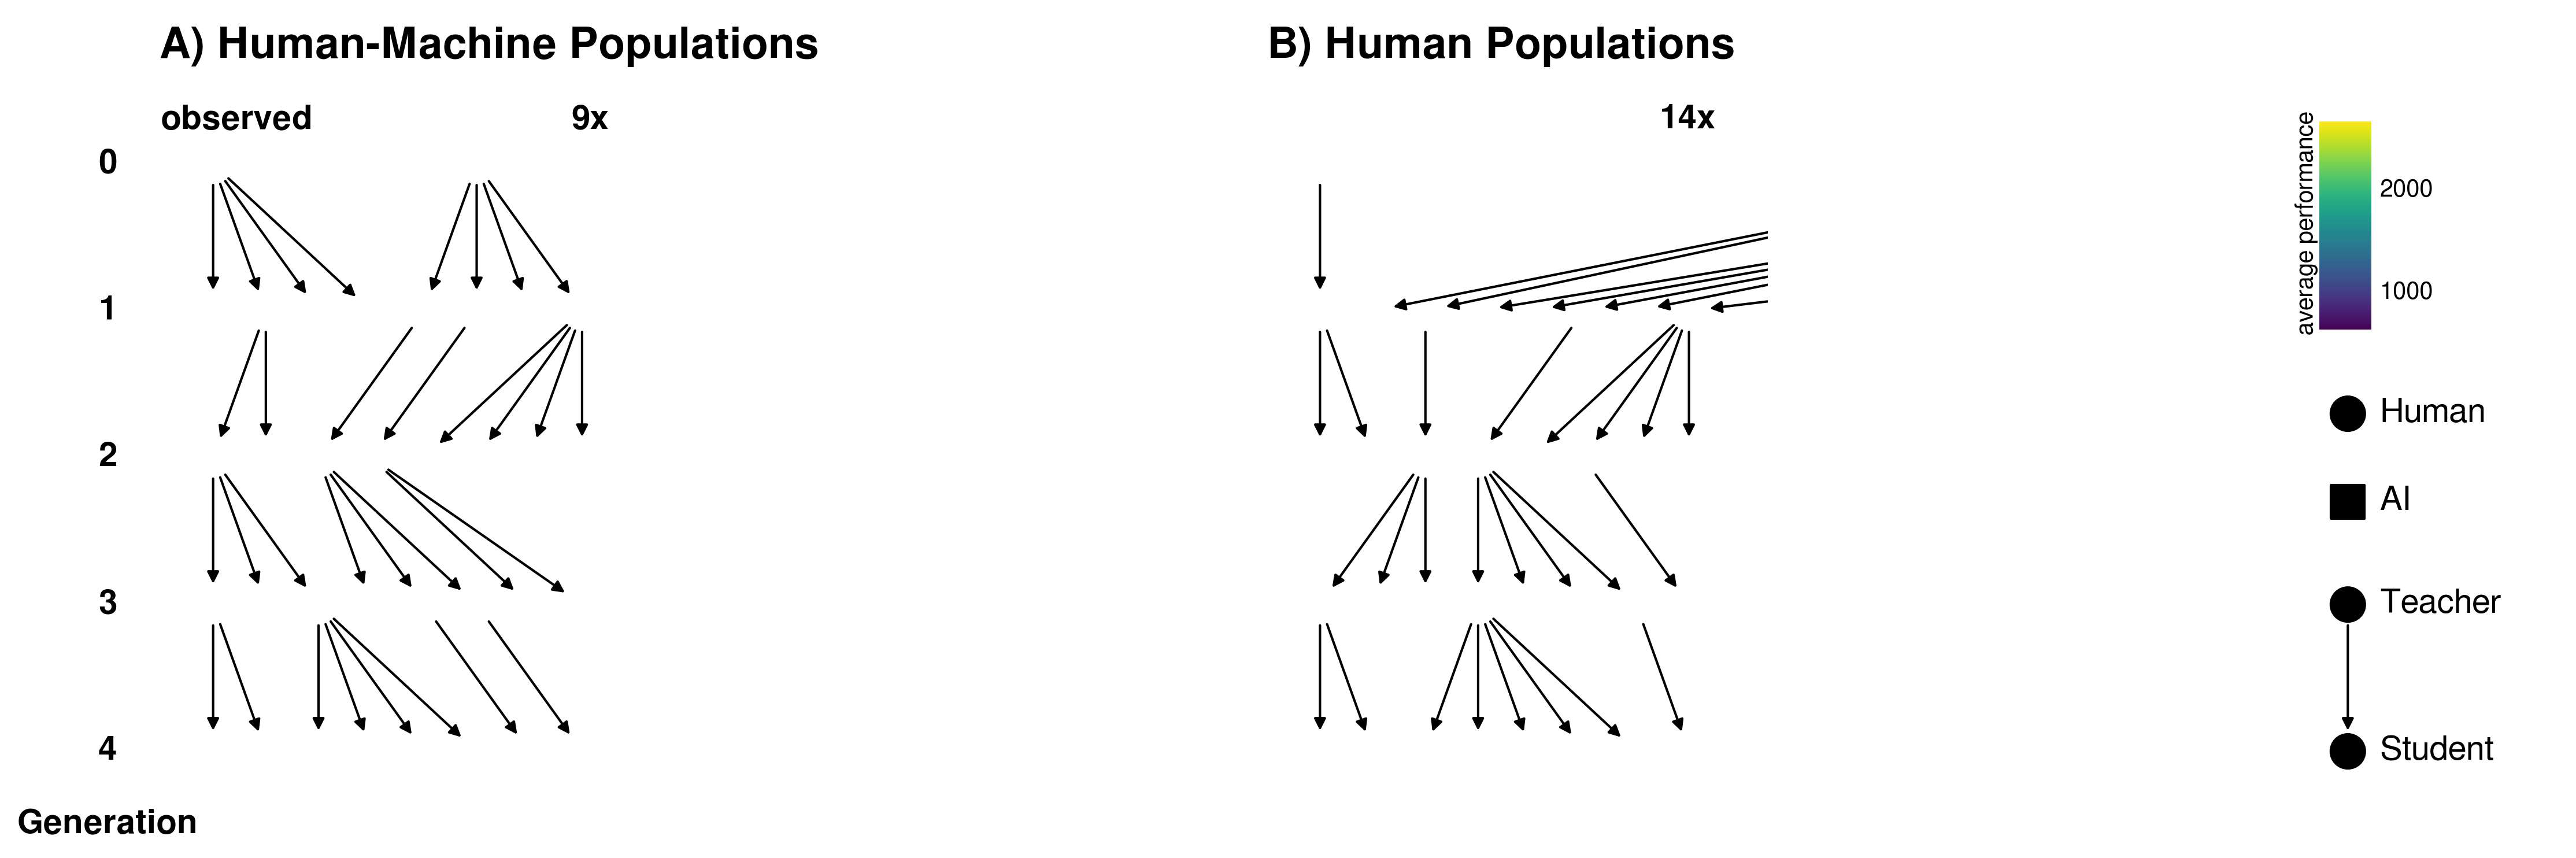 A) Human-Machine Populations
B) Human Populations
observed
9x
14x
0
1
2
3
4
Generation
average performance
2000
1000
Human
AI
Teacher
Student